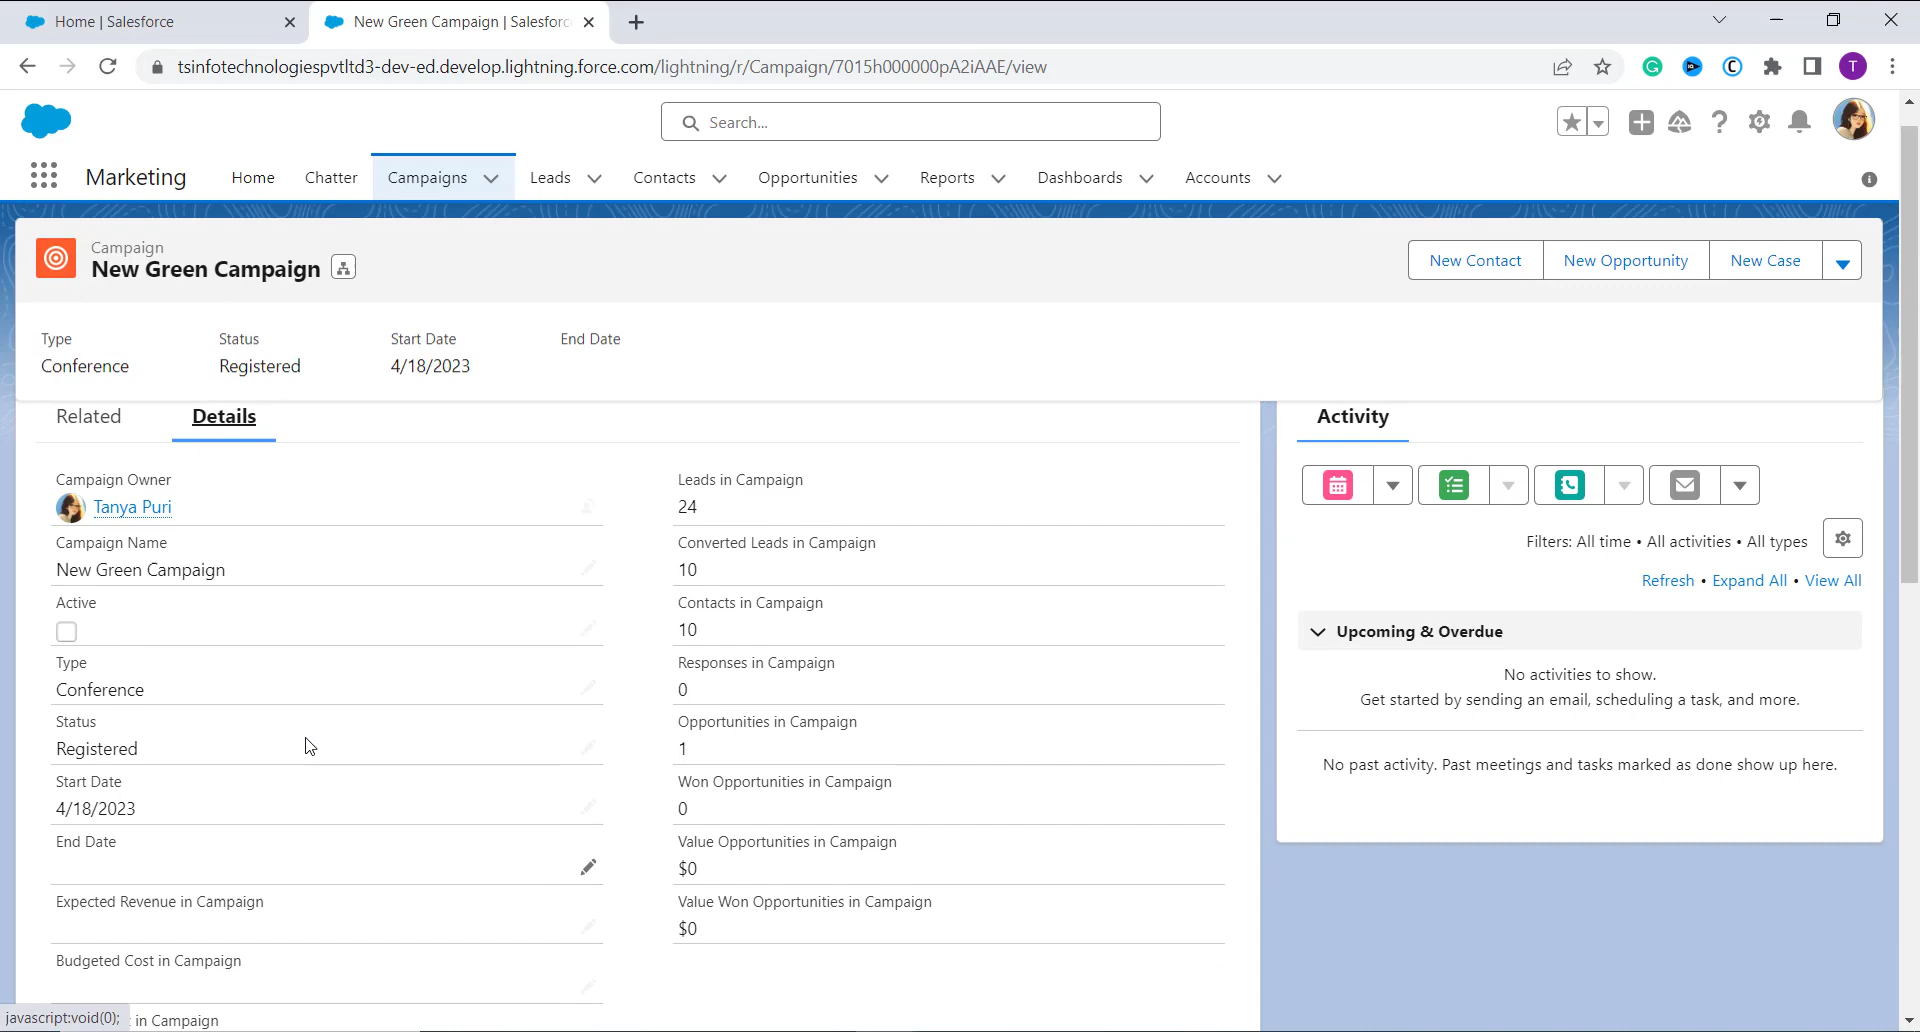 Home | Salesforce
New Green Campaign | Salesforc
tsinfotechnologiespvtltd3-dev-ed.develop.lightning.force.com/lightning/r/Campaign/7015h000000pA2iAAE/view
T
Search...
Marketing
Home
Chatter
Campaigns
Leads
Contacts
Opportunities
Reports
Dashboards
Accounts
Campaign
New Green Campaign
New Contact
New Opportunity
New Case
Type
Conference
Status
Registered
Start Date
4/18/2023
End Date
Related
Details
Campaign Owner
Tanya Puri
Campaign Name
New Green Campaign
Active
Type
Conference
Status
Registered
Start Date
4/18/2023
End Date
Expected Revenue in Campaign
Budgeted Cost in Campaign
in Campaign
javascript:void(0);
Leads in Campaign
24
Converted Leads in Campaign
10
Contacts in Campaign
10
Responses in Campaign
0
Opportunities in Campaign
1
Won Opportunities in Campaign
0
Value Opportunities in Campaign
$0
Value Won Opportunities in Campaign
$0
Activity
Filters: All time • All activities • All types
Refresh • Expand All • View All
Upcoming & Overdue
No activities to show.
Get started by sending an email, scheduling a task, and more.
No past activity. Past meetings and tasks marked as done show up here.